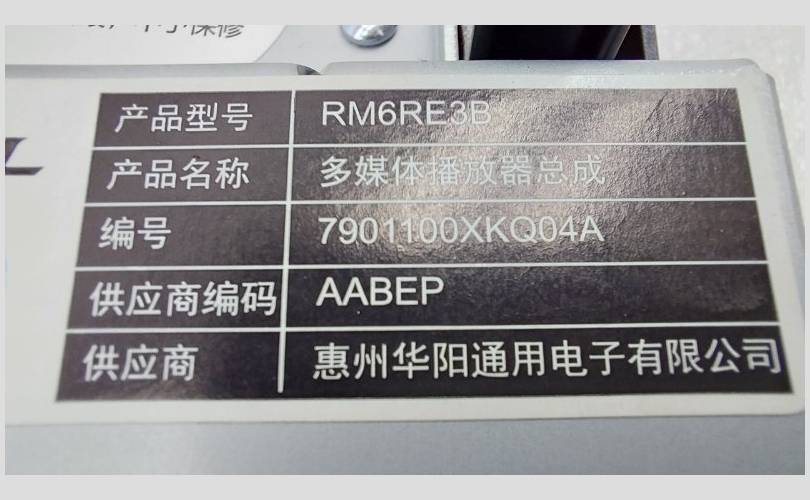 保修
产品型号 RM6RE3B
产品名称 多媒体播放器总成
编号 7901100XKQ04A
供应商编码 AABEP
供应商 惠州华阳通用电子有限公司